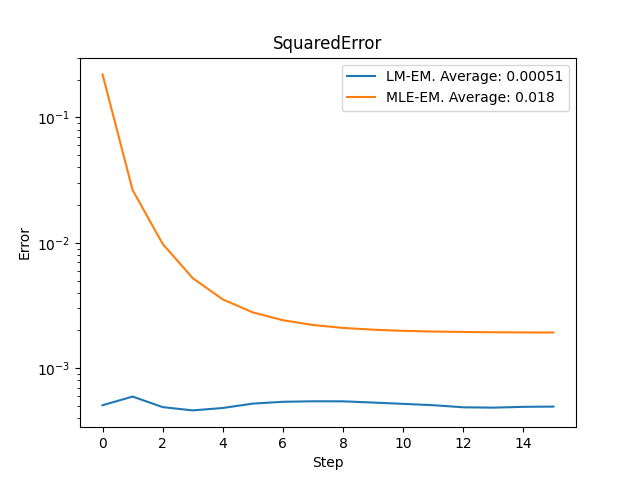 SquaredError
LM-EM. Average: 0.00051
MLE-EM. Average: 0.018
Error
10⁻¹
10⁻²
10⁻³
0 2 4 6 8 10 12 14
Step